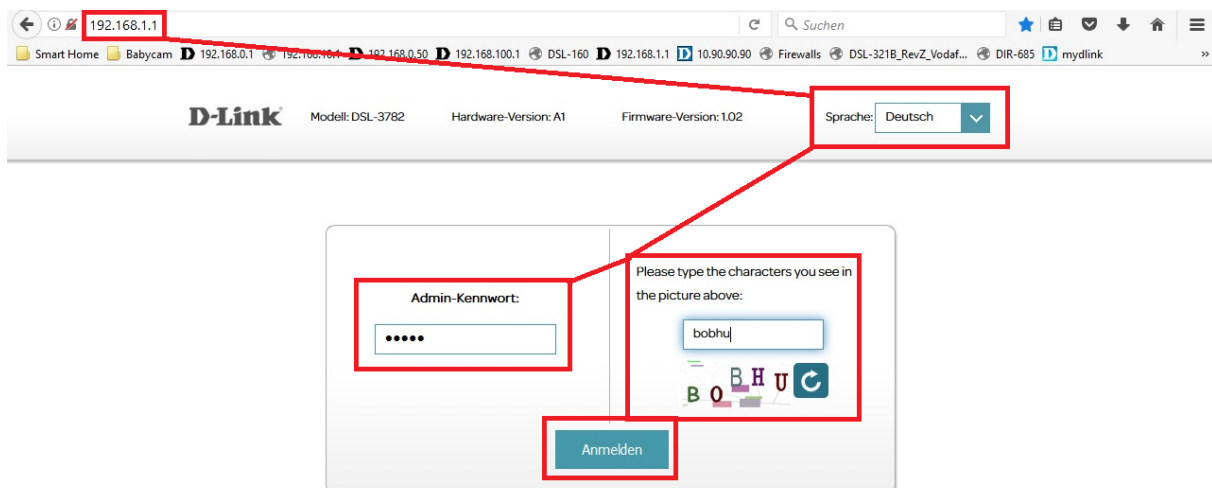 192.168.1.1 Suchen
Smart Home Babycam 192.168.0.1 192.168.0.50 192.168.100.1 DSL-160 192.168.1.1 10.90.90.90 Firewalls DSL-321B_RevZ_Vodaf... DIR-685 mydlink »
D-Link Modell: DSL-3782 Hardware-Version: A1 Firmware-Version: 1.02 Sprache: Deutsch
Please type the characters you see in
the picture above:
Admin-Kennwort:
•••••
bobhu
B O B H U
Anmelden